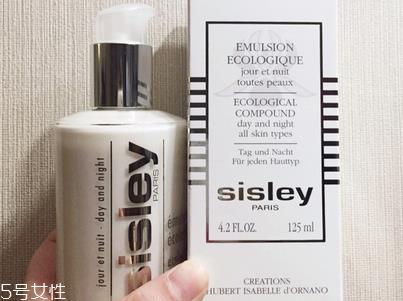 jour et nuit - day and night
sisley
PARIS
EMULSION
ECOLOGIQUE
jour et nuit
toutes peaux
ECOLOGICAL
COMPOUND
day and night
all skin types
Tag und Nacht
Für jeden Hauttyp
sisley
PARIS
4.2 FL.OZ. 125 ml
CREATIONS
HUBERT ISABELLE d'ORNANO
5号女性